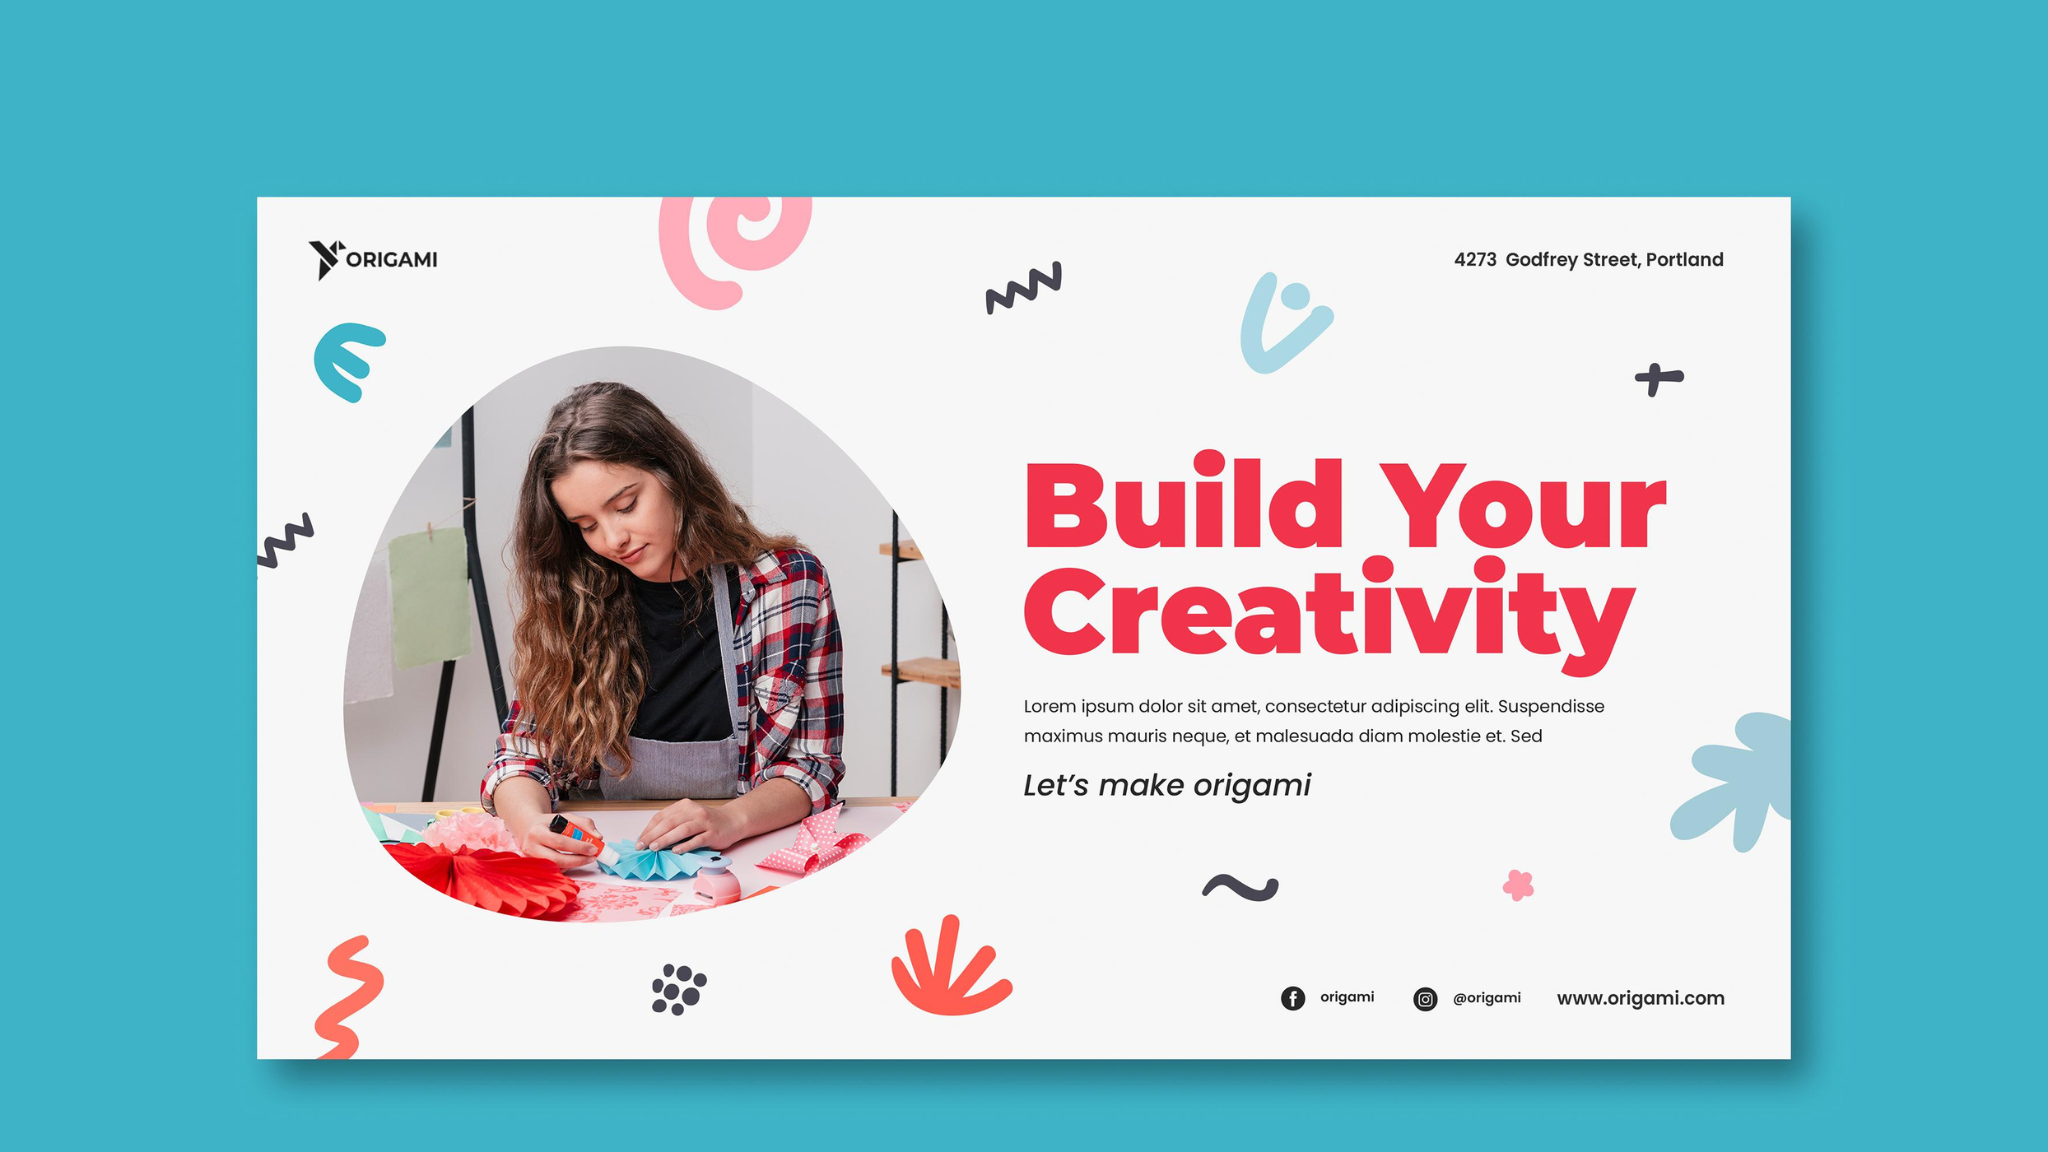 ORIGAMI
4273 Godfrey Street, Portland
Build Your
Creativity
Lorem ipsum dolor sit amet, consectetur adipiscing elit. Suspendisse
maximus mauris neque, et malesuada diam molestie et. Sed
Let's make origami
origami
@origami
www.origami.com